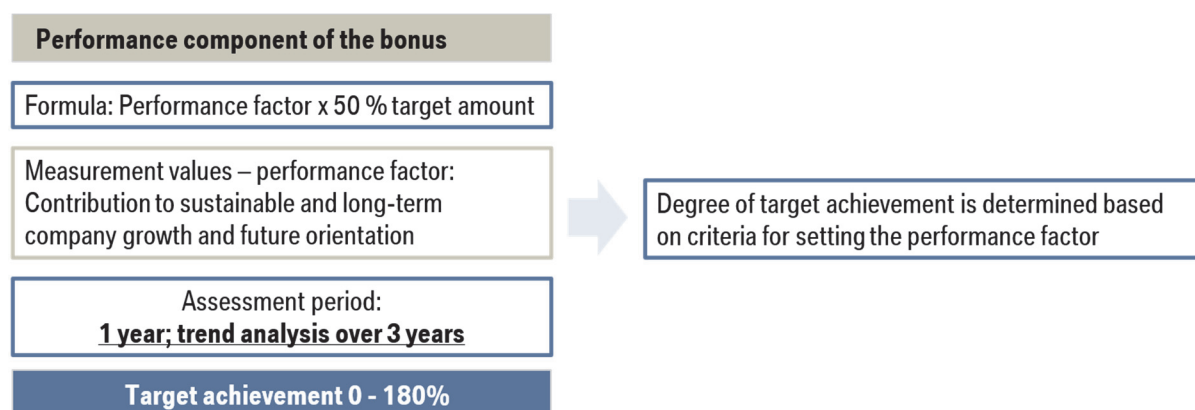 Performance component of the bonus
Formula: Performance factor x 50 % target amount
Measurement values – performance factor:
Contribution to sustainable and long-term
company growth and future orientation
Degree of target achievement is determined based
on criteria for setting the performance factor
Assessment period:
1 year; trend analysis over 3 years
Target achievement 0 - 180%